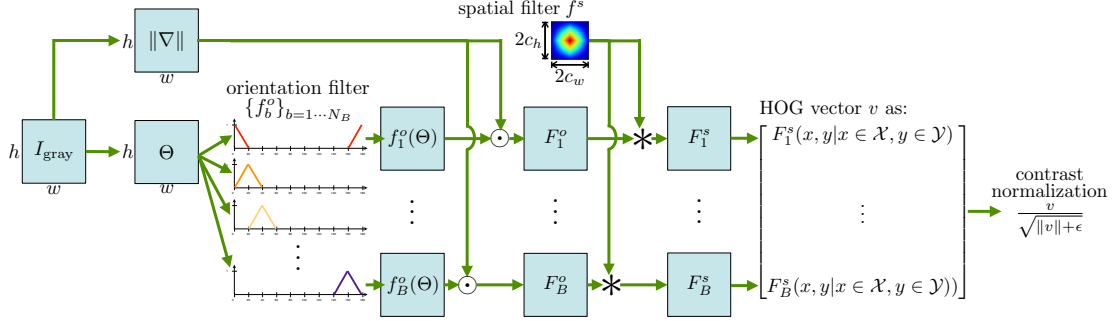 spatial filter $f^s$
$h$
$\|\nabla\|$
$w$
$2c_h$
$2c_w$
orientation filter
$\{f_b^o\}_{b=1\cdots N_B}$
$h$
$I_{\text{gray}}$
$w$
$h$
$\Theta$
$w$
$f_1^o(\Theta)$
$\odot$
$F_1^o$
$*$
$F_1^s$
HOG vector $v$ as:
$F_1^s(x, y|x \in \mathcal{X}, y \in \mathcal{Y})$
⋮
⋮
⋮
⋮
⋮
contrast
normalization
$\frac{v}{\sqrt{\|v\|+\epsilon}}$
$f_B^o(\Theta)$
$\odot$
$F_B^o$
$*$
$F_B^s$
$F_B^s(x, y|x \in \mathcal{X}, y \in \mathcal{Y}))$